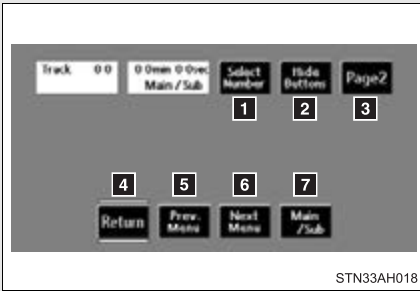 Track 0 0
0 0min 0 0sec
Main / Sub
Select
Number
Hide
Buttons
Page2
1
2
3
4
5
6
7
Return
Prev.
Menu
Next
Menu
Main
/Sub
STN33AH018